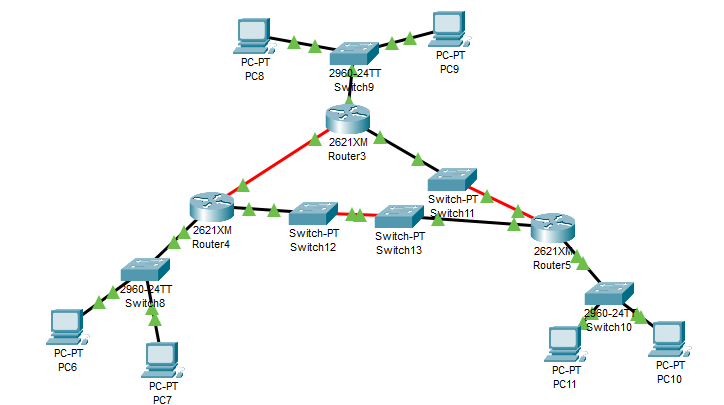 PC-PT
PC8
2960-24TT
Switch9
PC-PT
PC9
2621XM
Router3
Switch-PT
Switch11
2621XM
Router4
Switch-PT
Switch12
Switch-PT
Switch13
2621XM
Router5
2960-24TT
Switch8
2960-24TT
Switch10
PC-PT
PC6
PC-PT
PC7
PC-PT
PC11
PC-PT
PC10